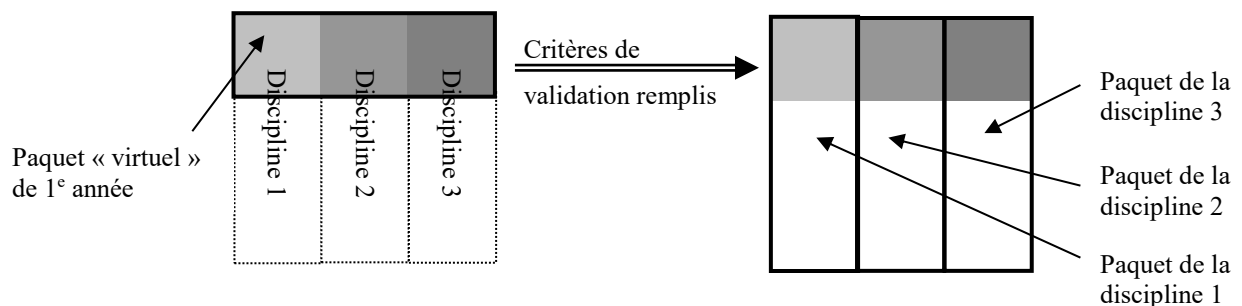 Paquet « virtuel »
de 1e année
Discipline 1
Discipline 2
Discipline 3
Critères de
validation remplis
Paquet de la
discipline 3
Paquet de la
discipline 2
Paquet de la
discipline 1